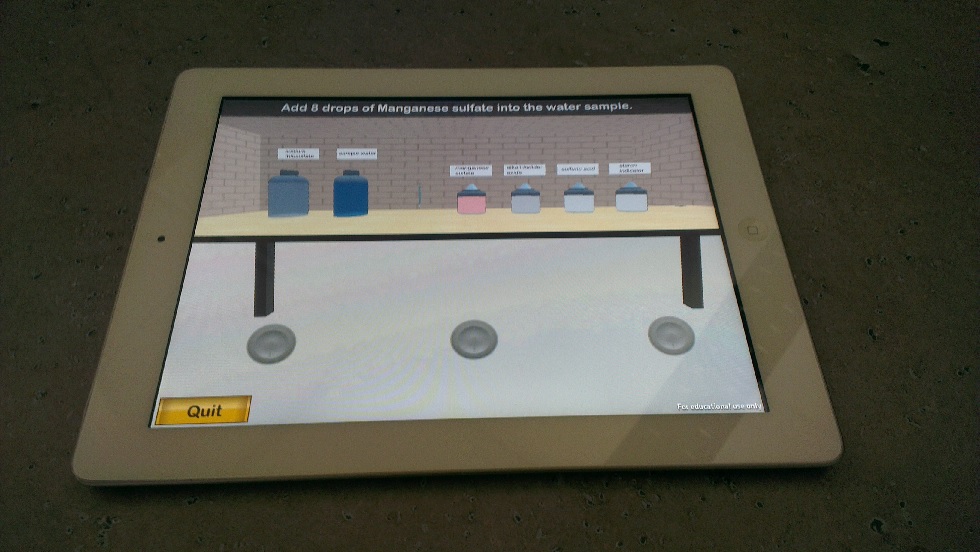 Add 8 drops of Manganese sulfate into the water sample.
sample water
manganese
sulfate
sulfuric acid
starch
indicator
Quit
For educational use only